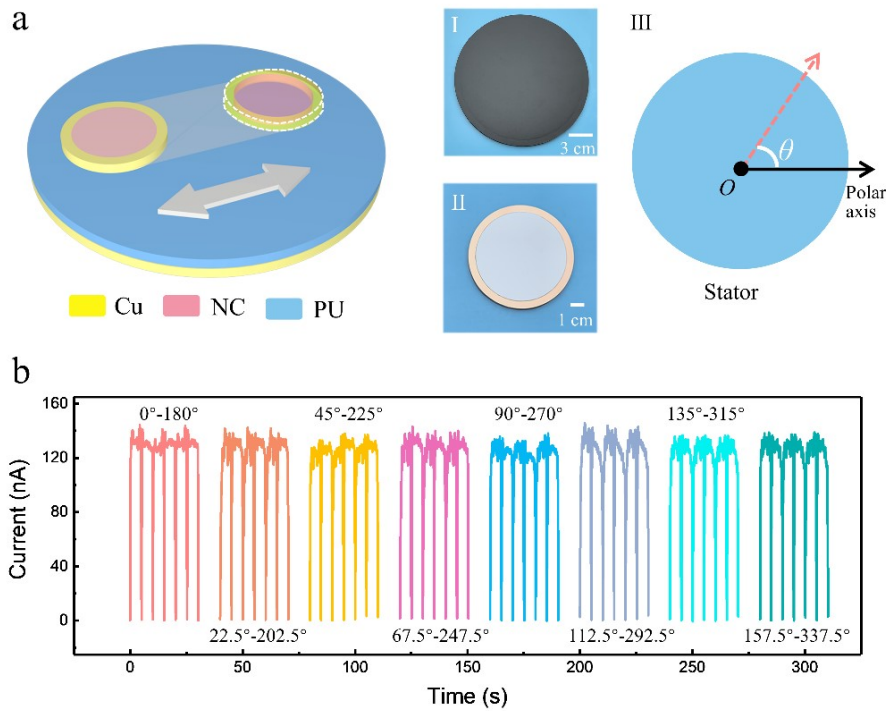 a
I
3 cm
II
1 cm
III
θ
O
Polar
axis
Stator
Cu
NC
PU
b
Current (nA)
160
120
80
40
0
0°-180°
45°-225°
90°-270°
135°-315°
22.5°-202.5°
67.5°-247.5°
112.5°-292.5°
157.5°-337.5°
0
50
100
150
200
250
300
Time (s)